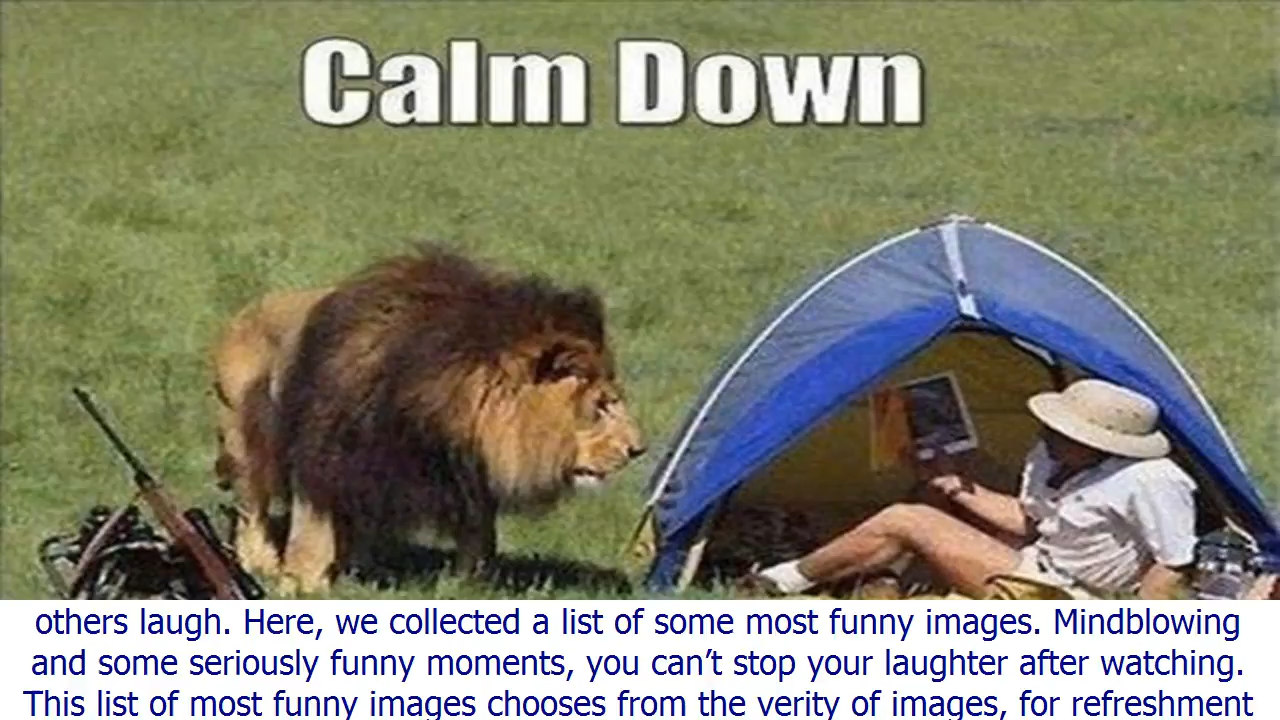 Calm Down
others laugh. Here, we collected a list of some most funny images. Mindblowing
and some seriously funny moments, you can’t stop your laughter after watching.
This list of most funny images chooses from the verity of images, for refreshment